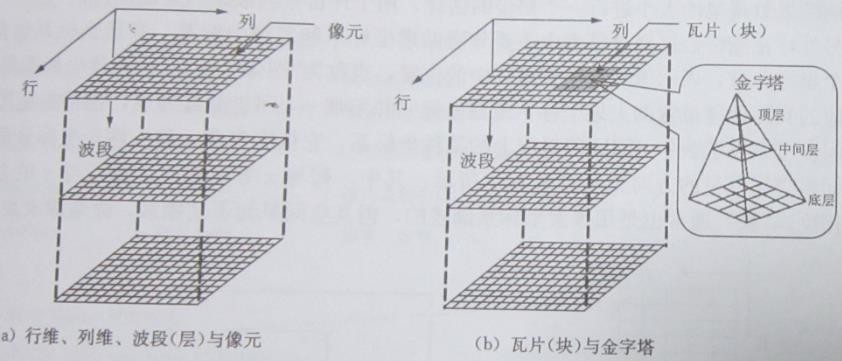 列
像元
行
波段
a) 行维、列维、波段(层)与像元
列
瓦片（块）
行
波段
金字塔
顶层
中间层
底层
(b) 瓦片(块)与金字塔